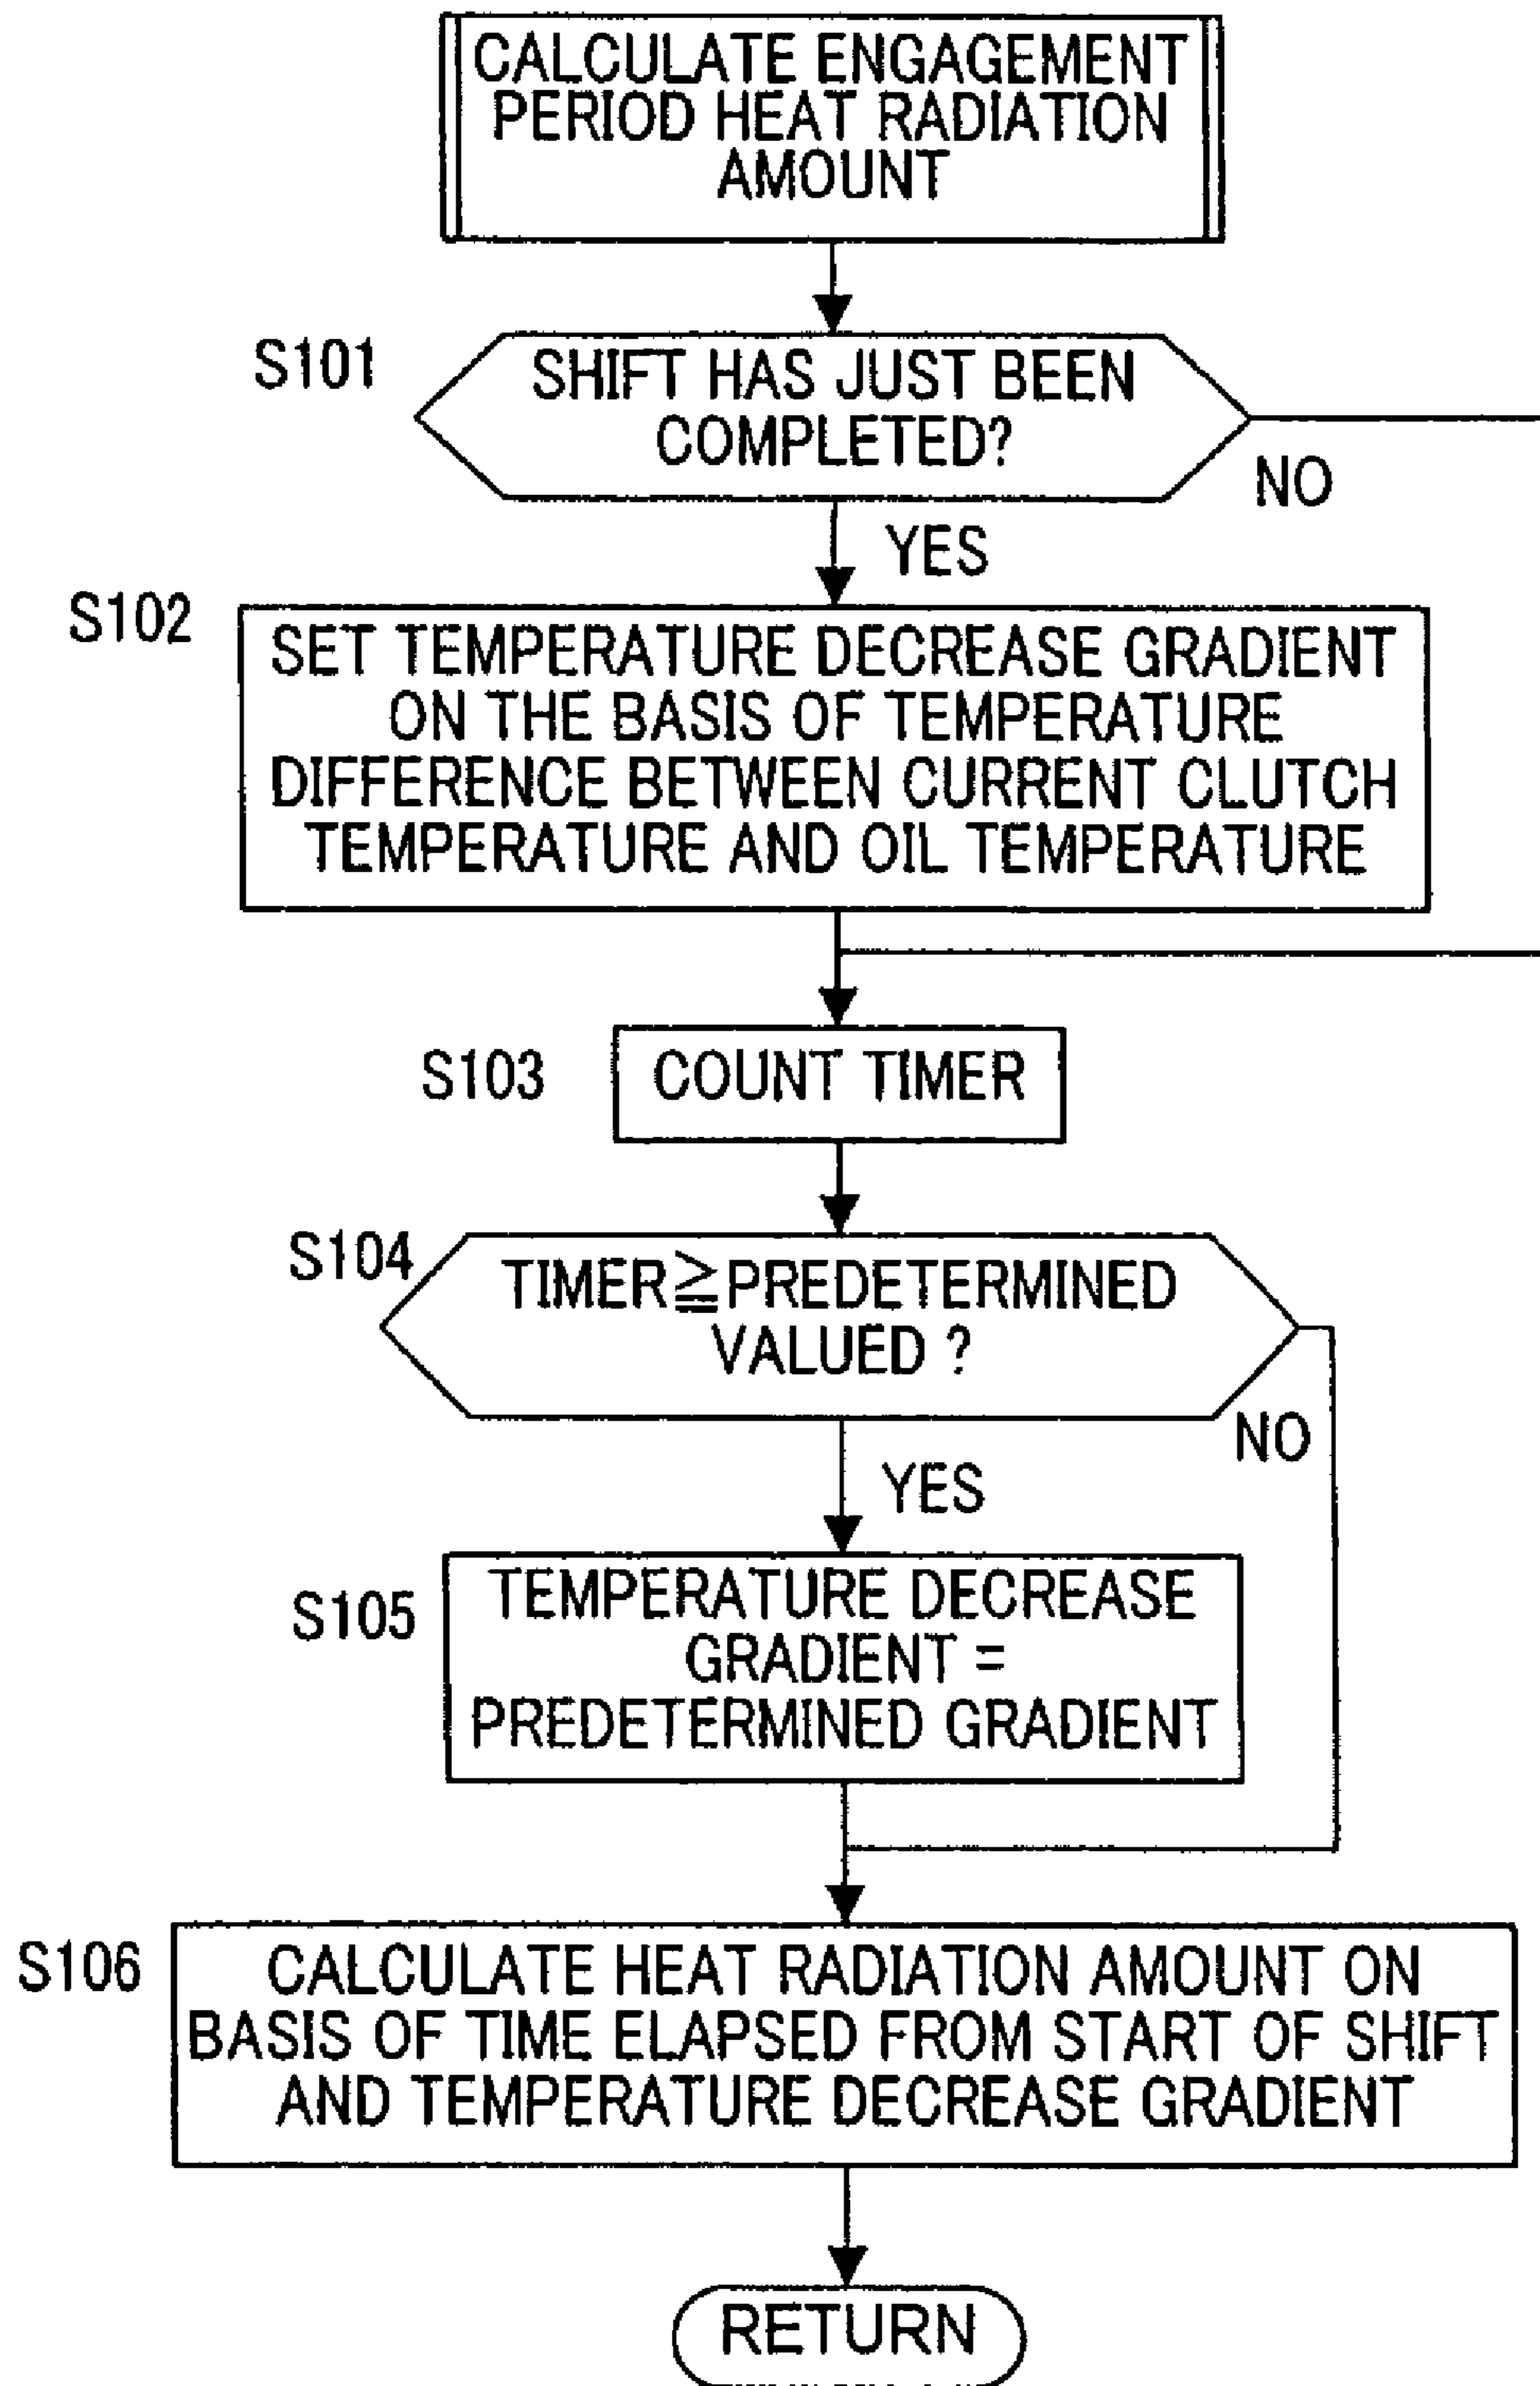 CALCULATE ENGAGEMENT
PERIOD HEAT RADIATION
AMOUNT
S101
SHIFT HAS JUST BEEN
COMPLETED?
NO
YES
S102
SET TEMPERATURE DECREASE GRADIENT
ON THE BASIS OF TEMPERATURE
DIFFERENCE BETWEEN CURRENT CLUTCH
TEMPERATURE AND OIL TEMPERATURE
S103
COUNT TIMER
S104
TIMER≧PREDETERMINED
VALUED ?
NO
YES
S105
TEMPERATURE DECREASE
GRADIENT =
PREDETERMINED GRADIENT
S106
CALCULATE HEAT RADIATION AMOUNT ON
BASIS OF TIME ELAPSED FROM START OF SHIFT
AND TEMPERATURE DECREASE GRADIENT
RETURN